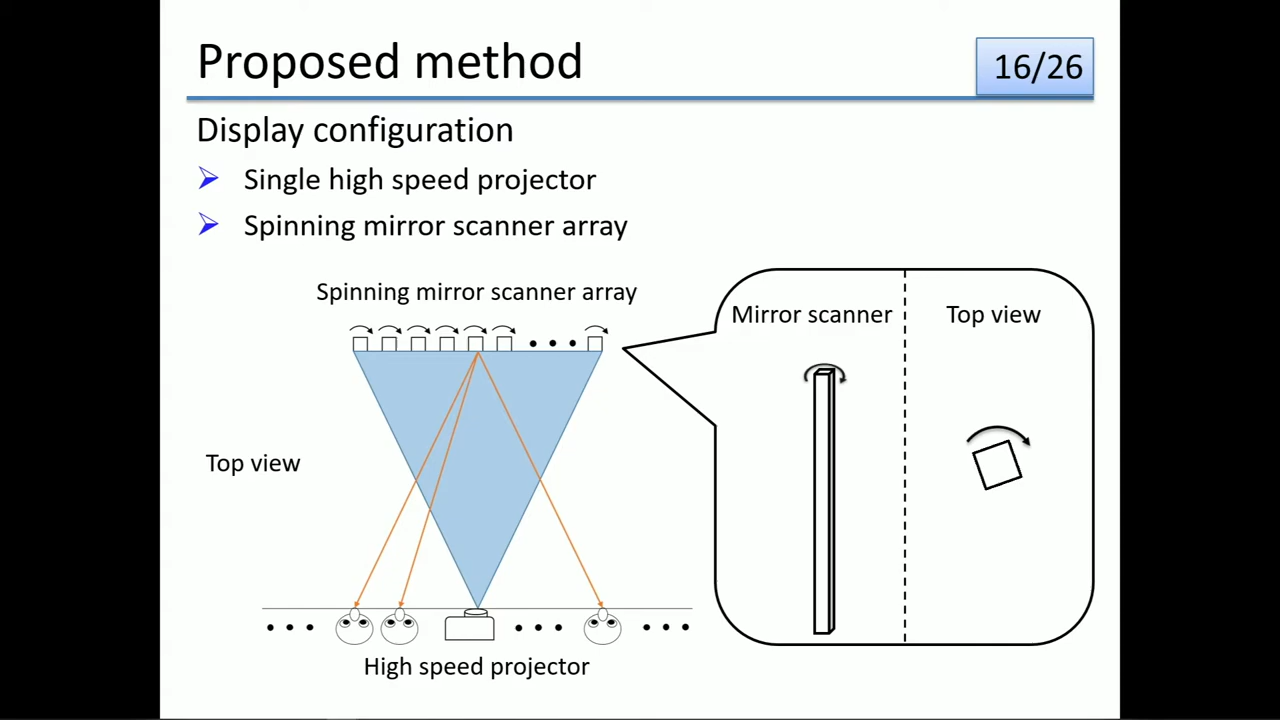 Proposed method
16/26
Display configuration
Single high speed projector
Spinning mirror scanner array
Spinning mirror scanner array
Mirror scanner
Top view
Top view
High speed projector